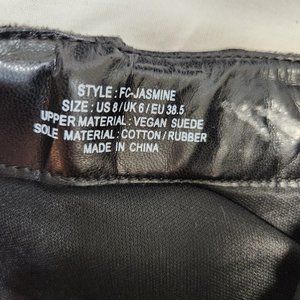 STYLE : FC-JASMINE
SIZE : US 8 / UK 6 / EU 38.5
UPPER MATERIAL : VEGAN SUEDE
SOLE MATERIAL : COTTON / RUBBER
MADE IN CHINA